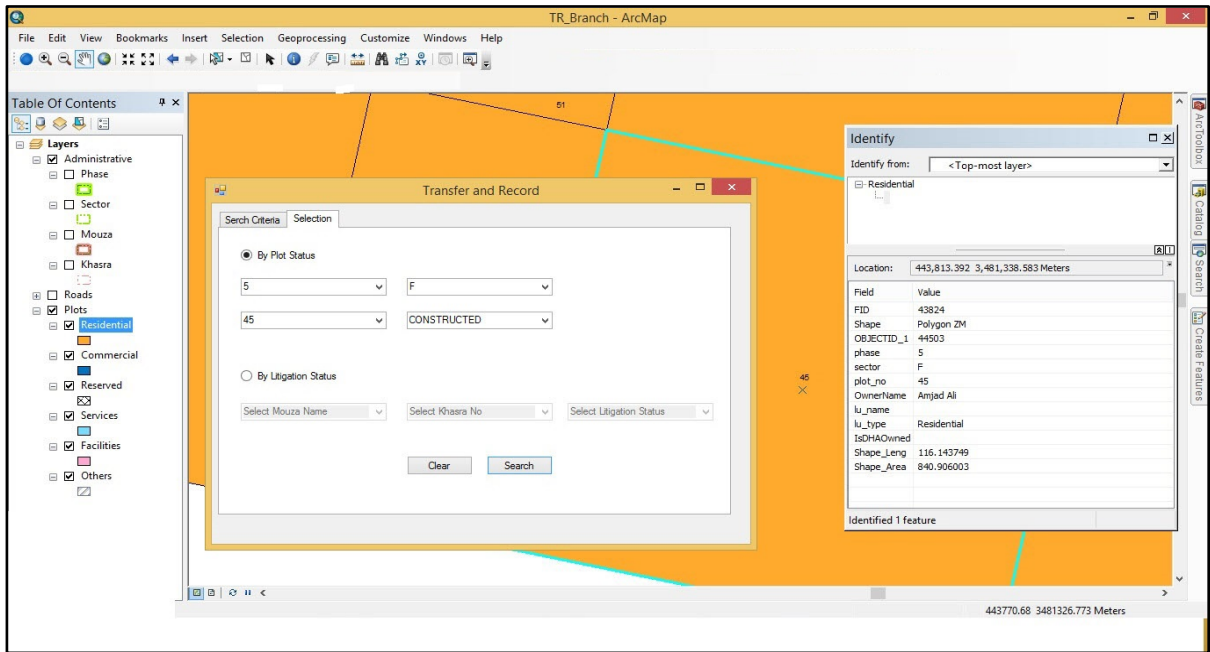 TR_Branch - ArcMap
File Edit View Bookmarks Insert Selection Geoprocessing Customize Windows Help
Table Of Contents
Layers
Administrative
Phase
Sector
Mouza
Khasra
Roads
Plots
Residential
Commercial
Reserved
Services
Facilities
Others
51
45
Transfer and Record
Serch Criteria Selection
By Plot Status
5 F
45 CONSTRUCTED
By Litigation Status
Select Mouza Name Select Khasra No Select Litigation Status
Clear Search
Identify
Identify from: <Top-most layer>
Residential
Location: 443,813.392 3,481,338.583 Meters
Field Value
FID 43824
Shape Polygon ZM
OBJECTID_1 44503
phase 5
sector F
plot_no 45
OwnerName Amjad Ali
lu_name
lu_type Residential
IsDHAOwned
Shape_Leng 116.143749
Shape_Area 840.906003
Identified 1 feature
ArcToolbox
Catalog
Search
Create Features
443770.68 3481326.773 Meters